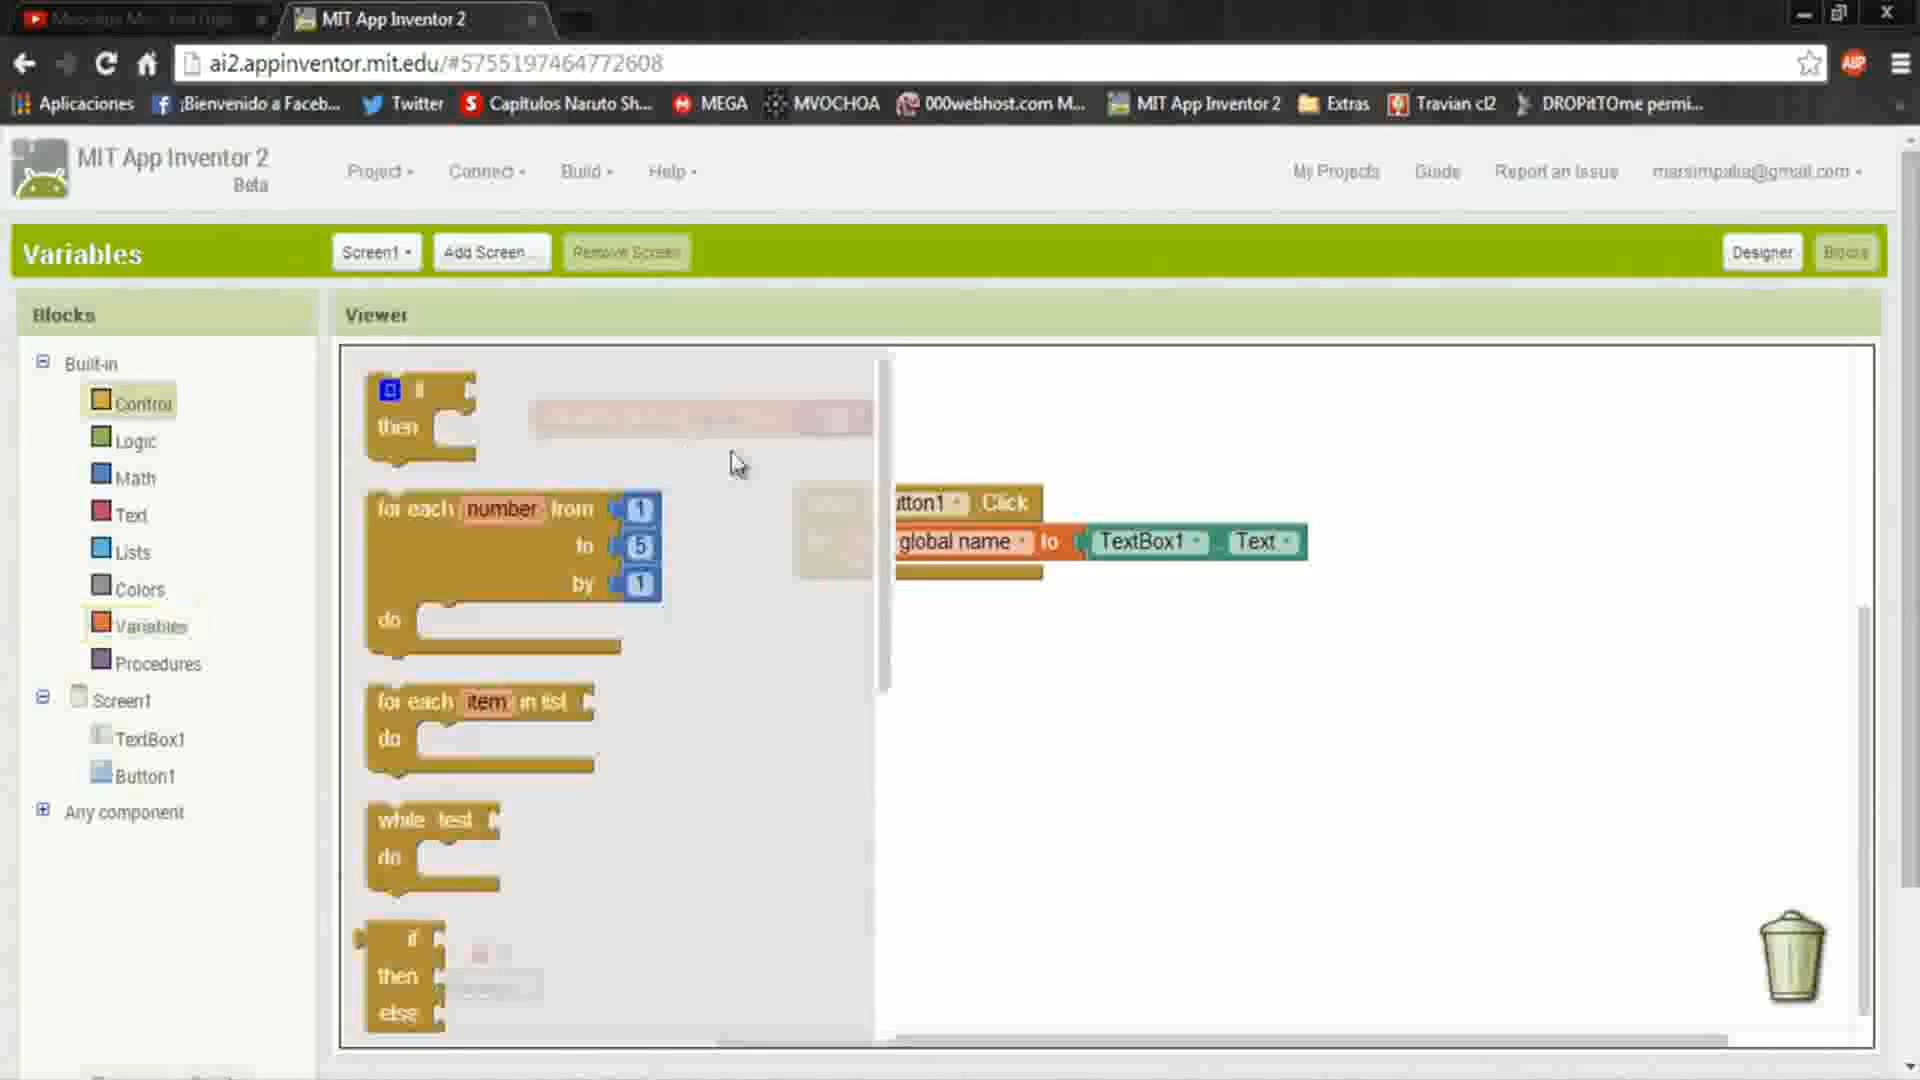 MIT App Inventor 2
ai2.appinventor.mit.edu/#5755197464772608
Aplicaciones ¡Bienvenido a Faceb... Twitter Capitulos Naruto Sh... MEGA MVOCHOA 000webhost.com M... MIT App Inventor 2 Extras Travian cl2 DROPitTOme permi...
MIT App Inventor 2
Beta
Project Connect Build Help My Projects Guide Report an Issue marsimpalia@gmail.com
Variables Screen1 Add Screen ... Remove Screen Designer Blocks
Blocks Viewer
Built-in
Control
Logic
Math
Text
Lists
Colors
Variables
Procedures
Screen1
TextBox1
Button1
Any component
if
then
for each number from 1
to 5
by 1
do
for each item in list
do
while test
do
if
then
else
utton1 .Click
global name to TextBox1 . Text